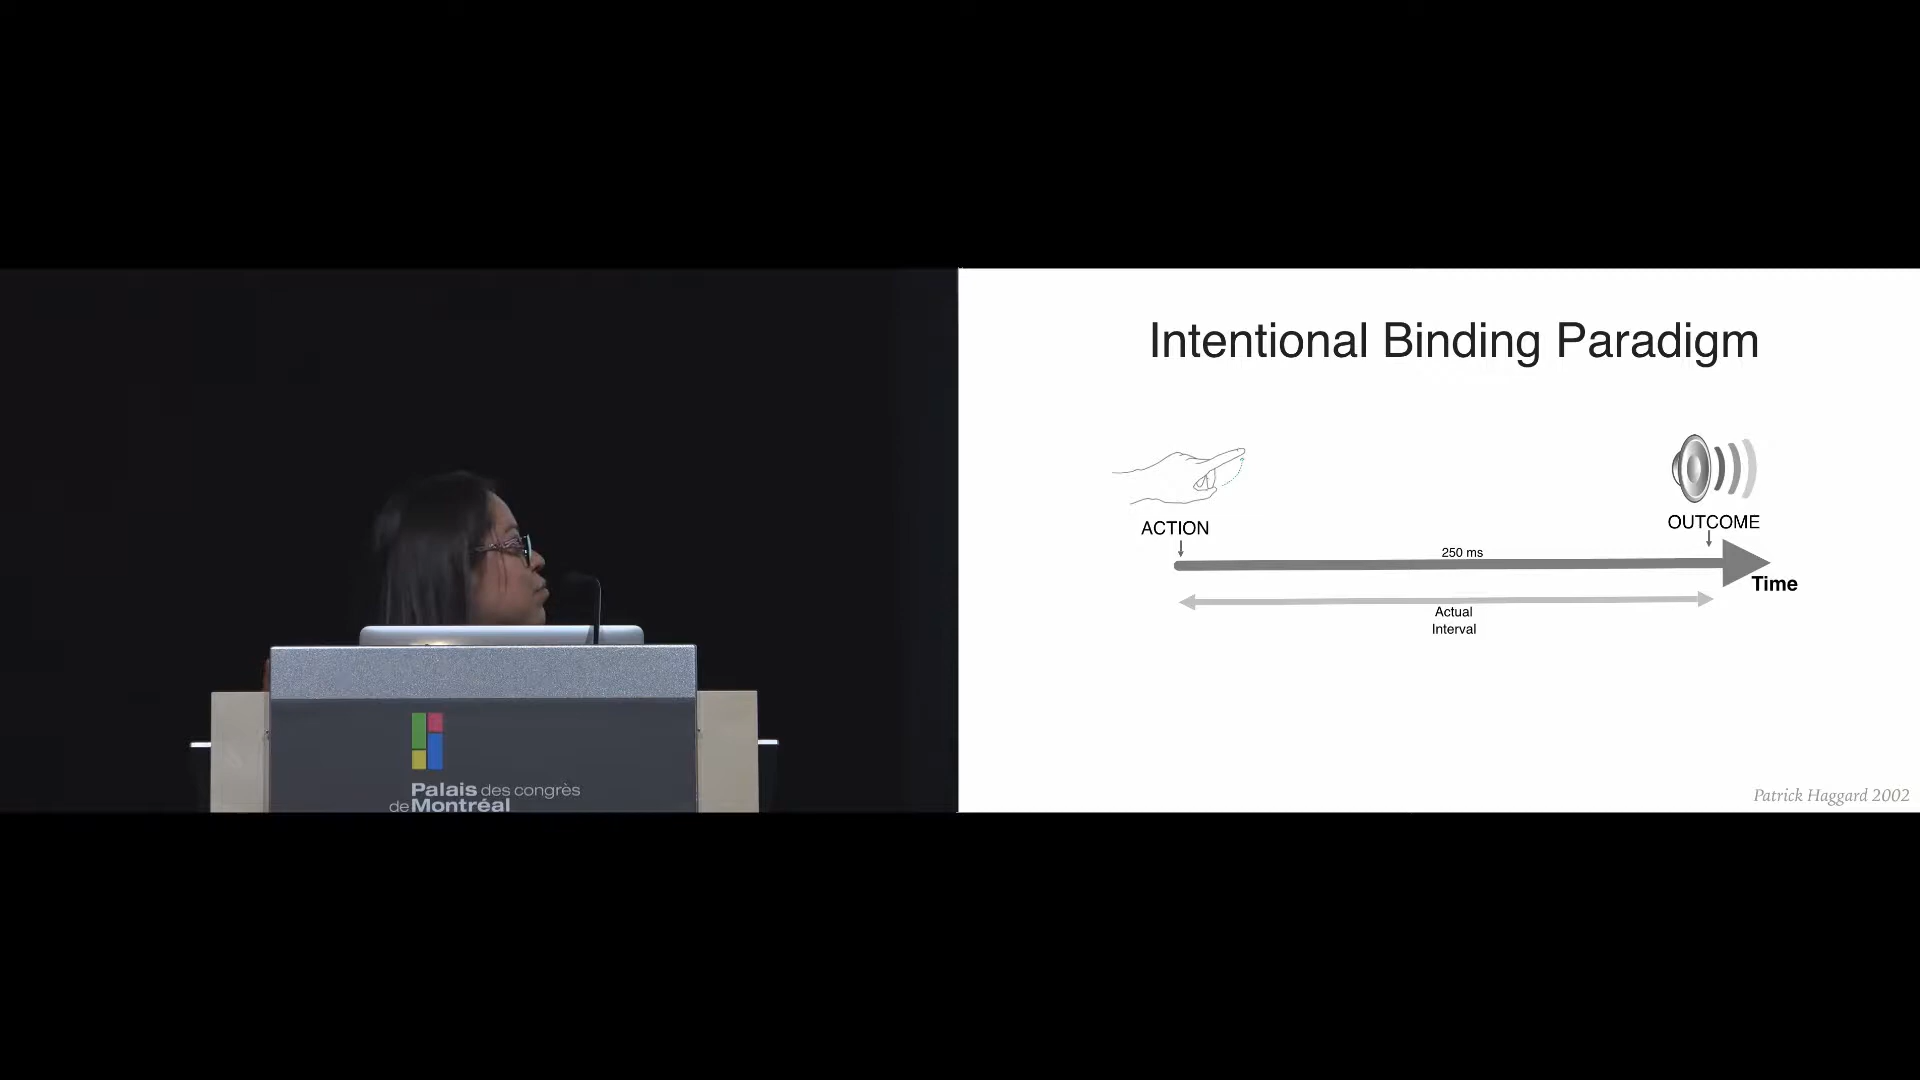 Palais des congrès
de Montréal
Intentional Binding Paradigm
ACTION
OUTCOME
250 ms
Time
Actual
Interval
Patrick Haggard 2002